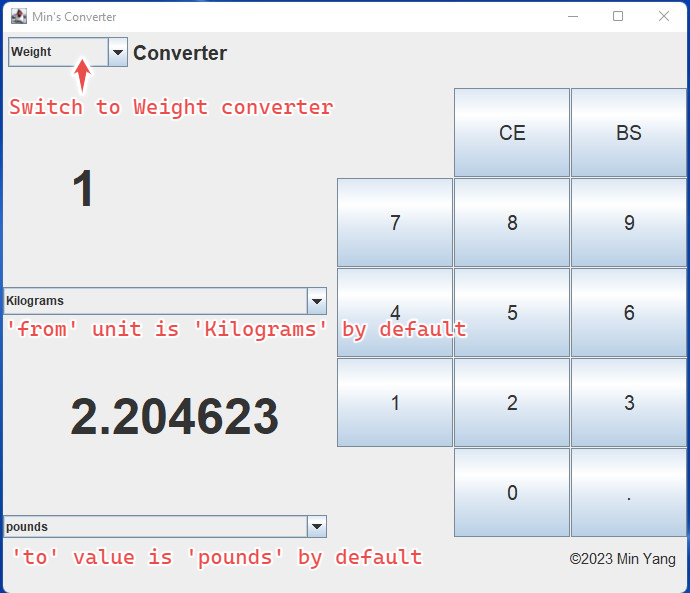 Min's Converter
Weight Converter
Switch to Weight converter
CE BS
1
7 8 9
Kilograms
4 5 6
'from' unit is 'Kilograms' by default
2.204623
1 2 3
0 .
pounds
'to' value is 'pounds' by default
©2023 Min Yang